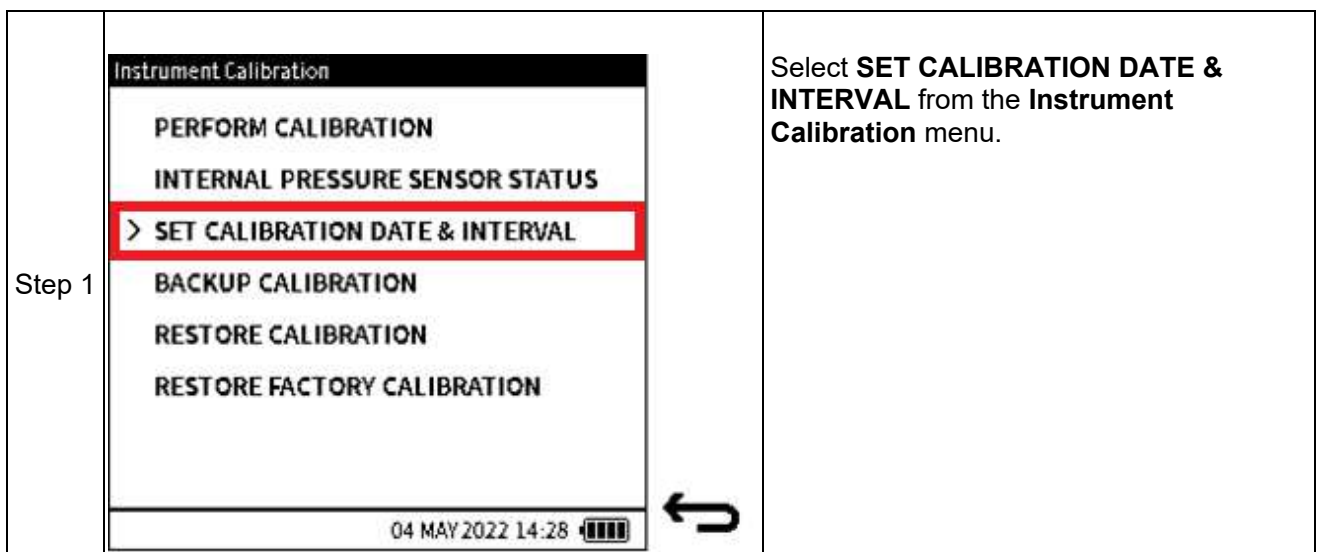 Step 1
Instrument Calibration
PERFORM CALIBRATION
INTERNAL PRESSURE SENSOR STATUS
> SET CALIBRATION DATE & INTERVAL
BACKUP CALIBRATION
RESTORE CALIBRATION
RESTORE FACTORY CALIBRATION
04 MAY 2022 14:28
Select SET CALIBRATION DATE &
INTERVAL from the Instrument
Calibration menu.